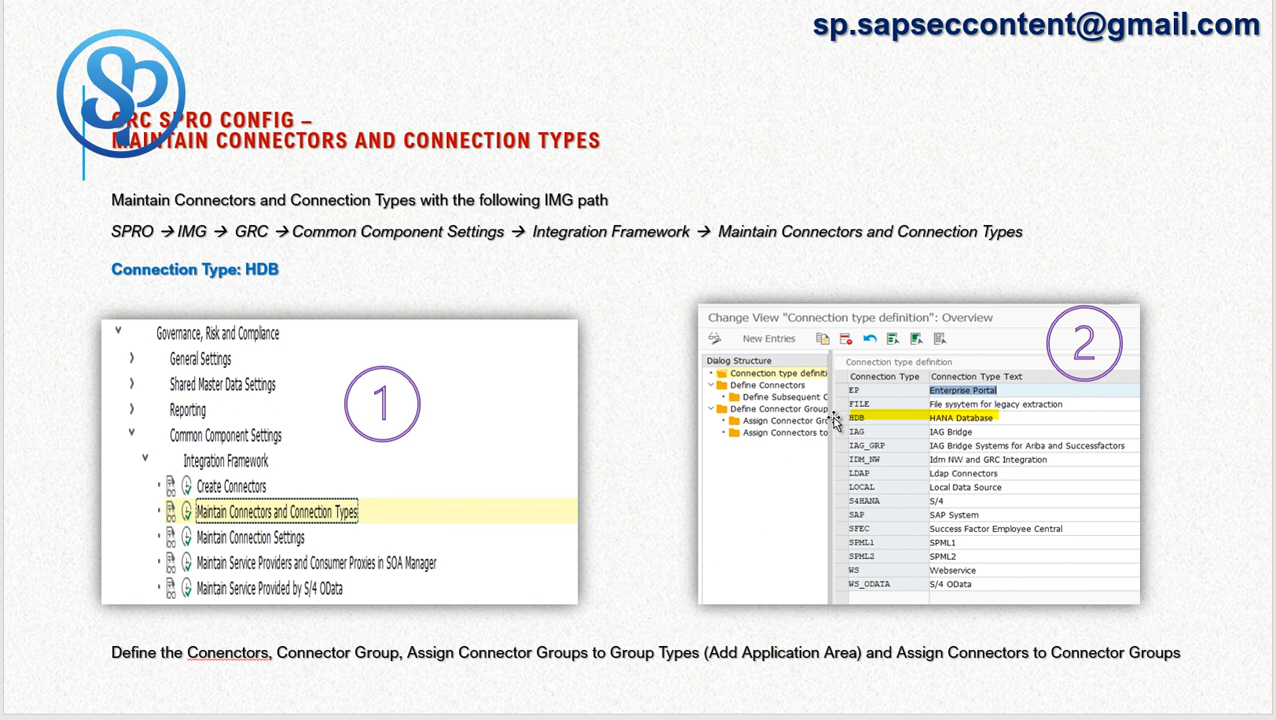 sp.sapseccontent@gmail.com
Sp
GRC SPRO CONFIG –
MAINTAIN CONNECTORS AND CONNECTION TYPES
Maintain Connectors and Connection Types with the following IMG path
SPRO → IMG → GRC → Common Component Settings → Integration Framework → Maintain Connectors and Connection Types
Connection Type: HDB
Governance, Risk and Compliance
General Settings
Shared Master Data Settings
Reporting
Common Component Settings
Integration Framework
Create Connectors
Maintain Connectors and Connection Types
Maintain Connection Settings
Maintain Service Providers and Consumer Proxies in SOA Manager
Maintain Service Provided by S/4 OData
1
Change View "Connection type definition": Overview
2
New Entries
Dialog Structure
Connection type definiti
Define Connectors
Define Subsequent C
Define Connector Group
Assign Connector Gro
Assign Connectors to
Connection type definition
Connection Type Connection Type Text
EP Enterprise Portal
FILE File sysytem for legacy extraction
HDB HANA Database
IAG IAG Bridge
IAG_GRP IAG Bridge Systems for Ariba and Successfactors
IDM_NW Idm NW and GRC Integration
LDAP Ldap Connectors
LOCAL Local Data Source
S4HANA S/4
SAP SAP System
SFEC Success Factor Employee Central
SPML1 SPML1
SPML2 SPML2
WS Webservice
WS_ODATA S/4 OData
Define the Conenctors, Connector Group, Assign Connector Groups to Group Types (Add Application Area) and Assign Connectors to Connector Groups